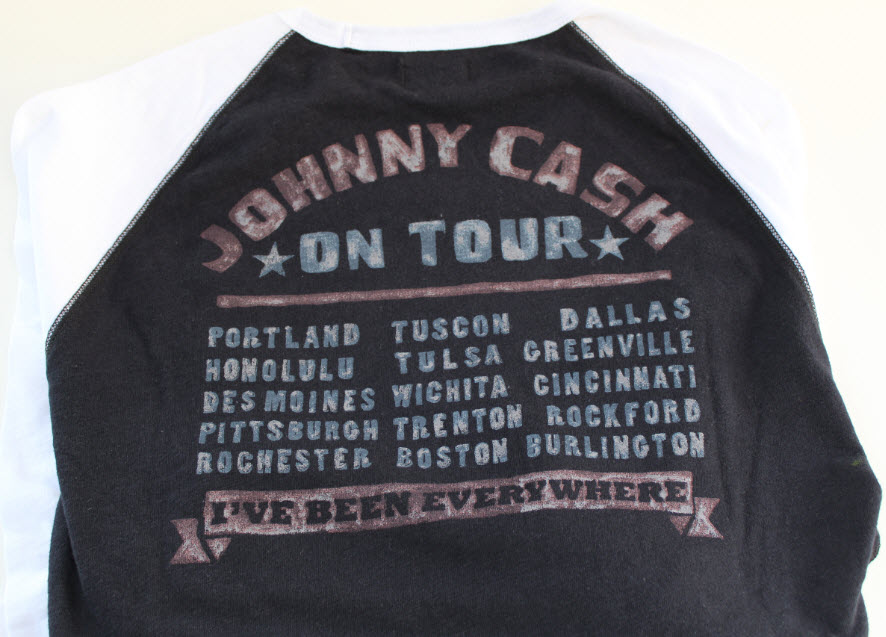 JOHNNY CASH
ON TOUR
PORTLAND TUSCON DALLAS
HONOLULU TULSA GREENVILLE
DES MOINES WICHITA CINCINNATI
PITTSBURGH TRENTON ROCKFORD
ROCHESTER BOSTON BURLINGTON
I'VE BEEN EVERYWHERE